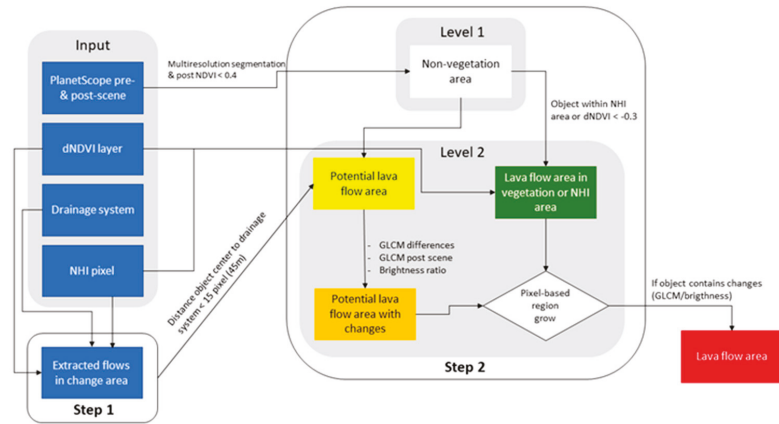 Input
PlanetScope pre-
& post-scene
dNDVI layer
Drainage system
NHI pixel
Extracted flows
in change area
Step 1
Multiresolution segmentation
& post NDVI < 0.4
Distance object center to drainage
system < 15 pixel (45m)
Level 1
Non-vegetation
area
Object within NHI
area or dNDVI < -0.3
Level 2
Potential lava
flow area
Lava flow area in
vegetation or NHI
area
- GLCM differences
- GLCM post scene
- Brightness ratio
Potential lava
flow area with
changes
Pixel-based
region
grow
Step 2
If object contains changes
(GLCM/brigthness)
Lava flow area